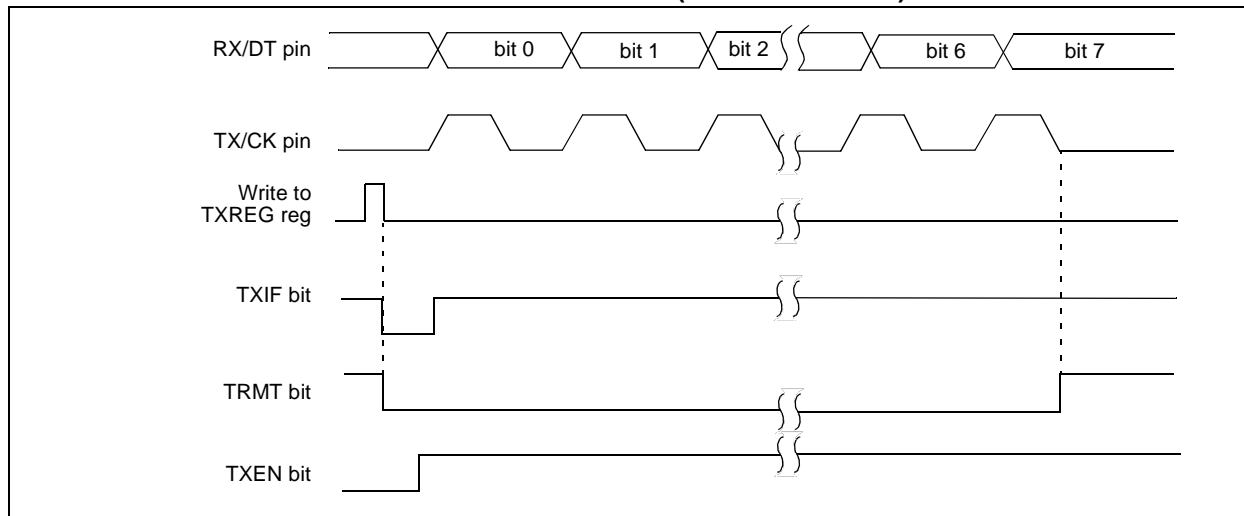 RX/DT pin
bit 0 bit 1 bit 2 bit 6 bit 7
TX/CK pin
Write to
TXREG reg
TXIF bit
TRMT bit
TXEN bit